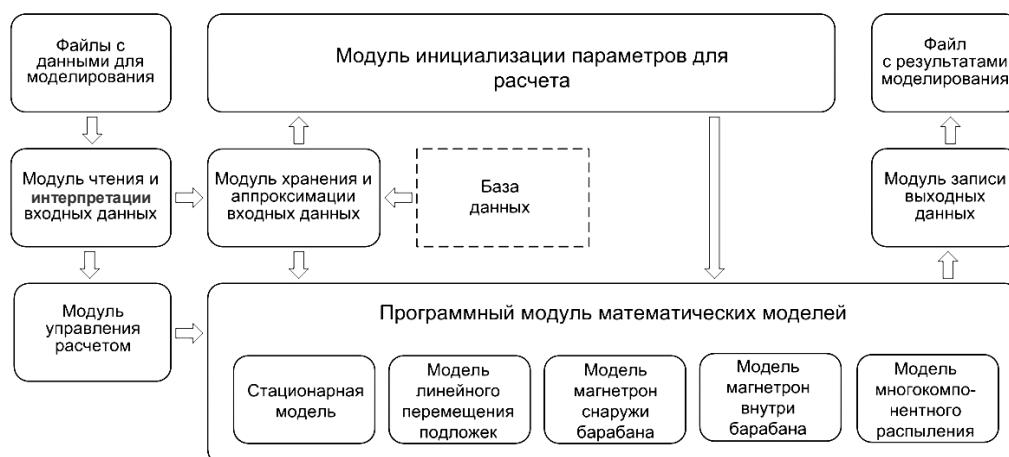 Файлы с
данными для
моделирования
Модуль инициализации параметров для
расчета
Файл
с результатами
моделирования
Модуль чтения и
интерпретации
входных данных
Модуль хранения и
аппроксимации
входных данных
База
данных
Модуль записи
выходных
данных
Модуль
управления
расчетом
Программный модуль математических моделей
Стационарная
модель
Модель
линейного
перемещения
подложек
Модель
магнетрон
снаружи
барабана
Модель
магнетрон
внутри
барабана
Модель
многокомпо-
нентного
распыления